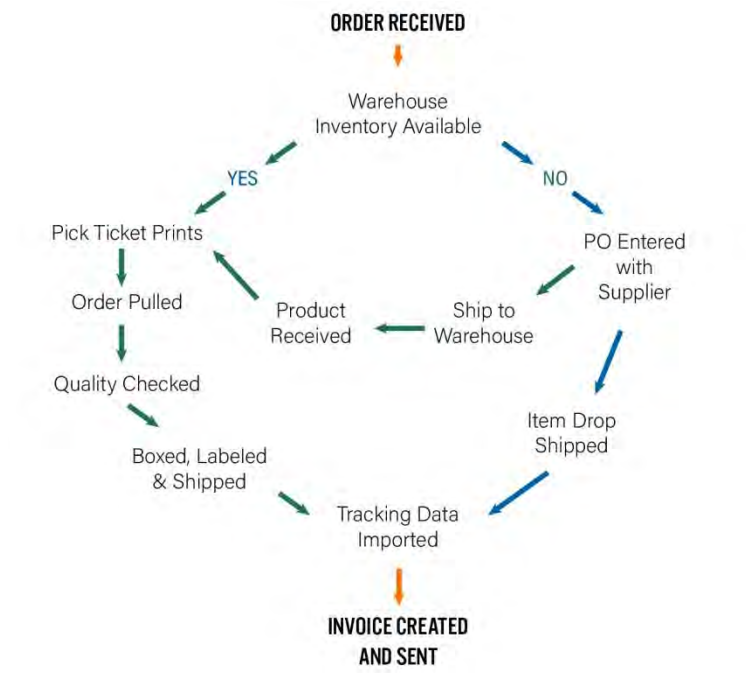 ORDER RECEIVED
Warehouse
Inventory Available
YES
NO
Pick Ticket Prints
PO Entered
with
Supplier
Order Pulled
Product
Received
Ship to
Warehouse
Quality Checked
Item Drop
Shipped
Boxed, Labeled
& Shipped
Tracking Data
Imported
INVOICE CREATED
AND SENT